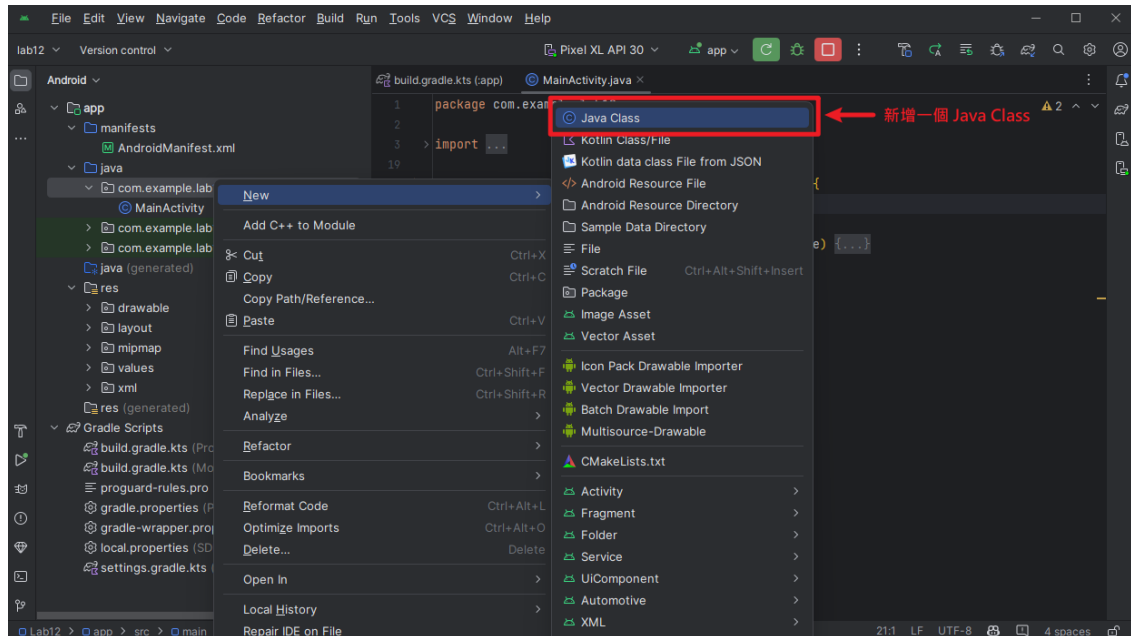 File Edit View Navigate Code Refactor Build Run Tools VCS Window Help
lab12 Version control Pixel XL API 30 app
Android
build.gradle.kts (:app) MainActivity.java
app
manifests
AndroidManifest.xml
java
com.example.lab
MainActivity
com.example.lab
com.example.lab
java (generated)
res
drawable
layout
mipmap
values
xml
res (generated)
Gradle Scripts
build.gradle.kts (Pro
build.gradle.kts (Mo
proguard-rules.pro
gradle.properties (P
gradle-wrapper.prop
local.properties (SD
settings.gradle.kts (
1 package com.exam
2
3 import ...
19
{
e) {...}
2
New
Add C++ to Module
Cut Ctrl+X
Copy Ctrl+C
Copy Path/Reference...
Paste Ctrl+V
Find Usages Alt+F7
Find in Files... Ctrl+Shift+F
Replace in Files... Ctrl+Shift+R
Analyze
Refactor
Bookmarks
Reformat Code Ctrl+Alt+L
Optimize Imports Ctrl+Alt+O
Delete... Delete
Open In
Local History
Repair IDE on File
Java Class
Kotlin Class/File
Kotlin data class File from JSON
Android Resource File
Android Resource Directory
Sample Data Directory
File
Scratch File Ctrl+Alt+Shift+Insert
Package
Image Asset
Vector Asset
Icon Pack Drawable Importer
Vector Drawable Importer
Batch Drawable Import
Multisource-Drawable
CMakeLists.txt
Activity
Fragment
Folder
Service
UiComponent
Automotive
XML
新增一個 Java Class
Lab12 > app > src > main 21:1 LF UTF-8 4 spaces